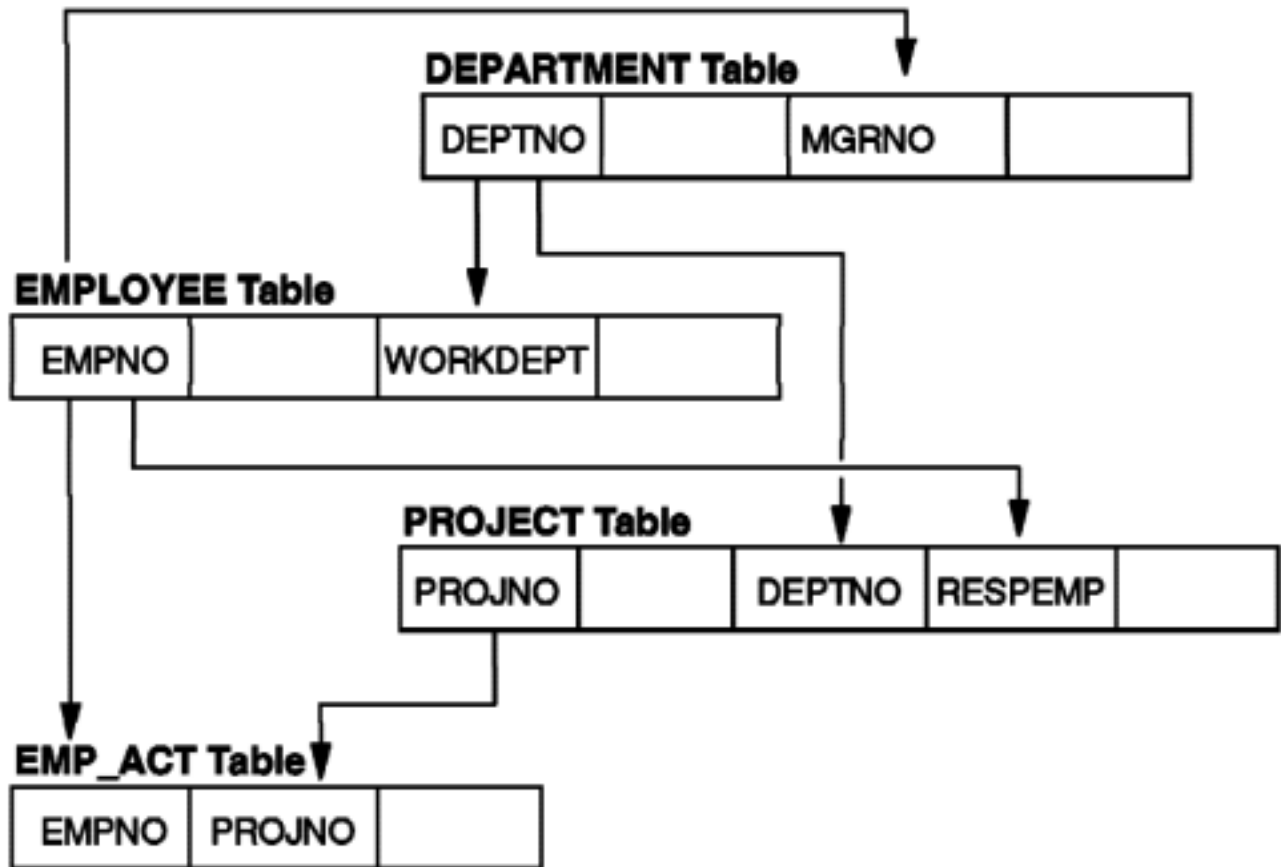 DEPARTMENT Table
DEPTNO MGRNO
EMPLOYEE Table
EMPNO WORKDEPT
PROJECT Table
PROJNO DEPTNO RESPEMP
EMP_ACT Table
EMPNO PROJNO